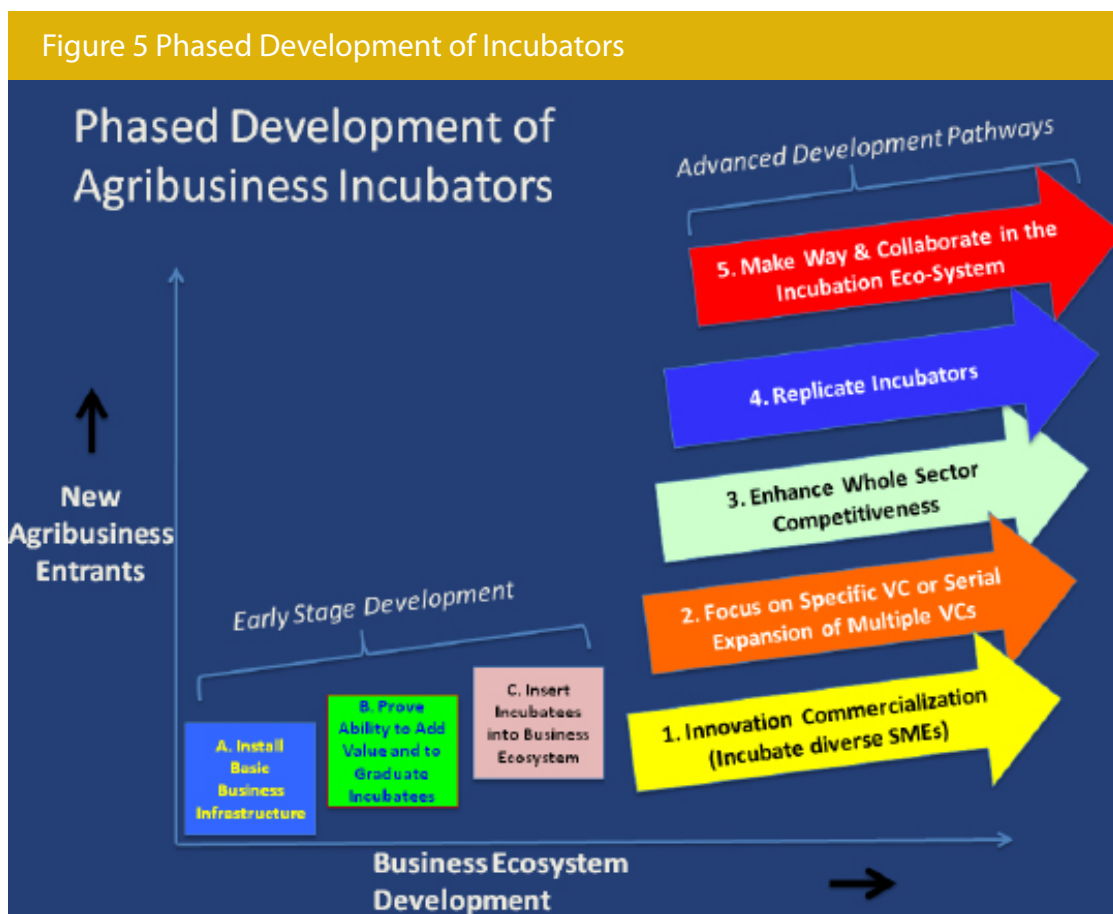 Figure 5 Phased Development of Incubators
Phased Development of
Agribusiness Incubators
Advanced Development Pathways
5. Make Way & Collaborate in the
Incubation Eco-System
4. Replicate Incubators
3. Enhance Whole Sector
Competitiveness
2. Focus on Specific VC or Serial
Expansion of Multiple VCs
1. Innovation Commercialization
(Incubate diverse SMEs)
New
Agribusiness
Entrants
Early Stage Development
A. Install
Basic
Business
Infrastructure
B. Prove
Ability to Add
Value and to
Graduate
Incubatees
C. Insert
Incubatees
into Business
Ecosystem
Business Ecosystem
Development